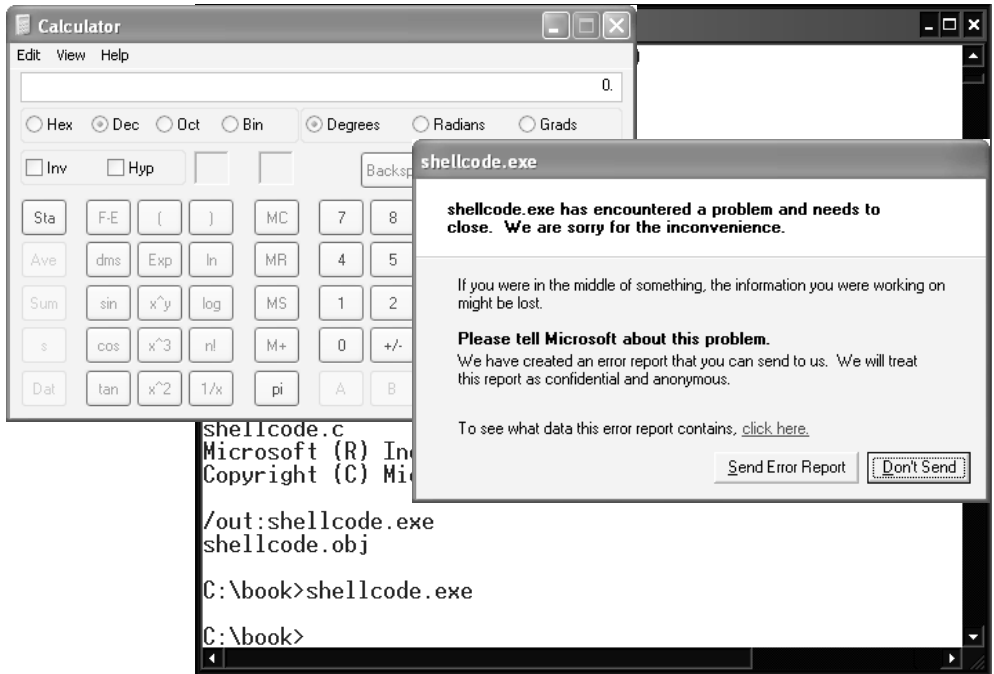 Calculator
Edit View Help
0.
Hex Dec Oct Bin Degrees Radians Grads
Inv Hyp
Sta F-E ( ) MC 7 8
Ave dms Exp ln MR 4 5
Sum sin x^y log MS 1 2
s cos x^3 n! M+ 0 +/-
Dat tan x^2 1/x pi A B
shellcode.exe
shellcode.exe has encountered a problem and needs to
close. We are sorry for the inconvenience.
If you were in the middle of something, the information you were working on
might be lost.
Please tell Microsoft about this problem.
We have created an error report that you can send to us. We will treat
this report as confidential and anonymous.
To see what data this error report contains, click here.
Send Error Report Don't Send
shellcode.c
Microsoft (R) In
Copyright (C) Mi
/out:shellcode.exe
shellcode.obj
C:\book>shellcode.exe
C:\book>